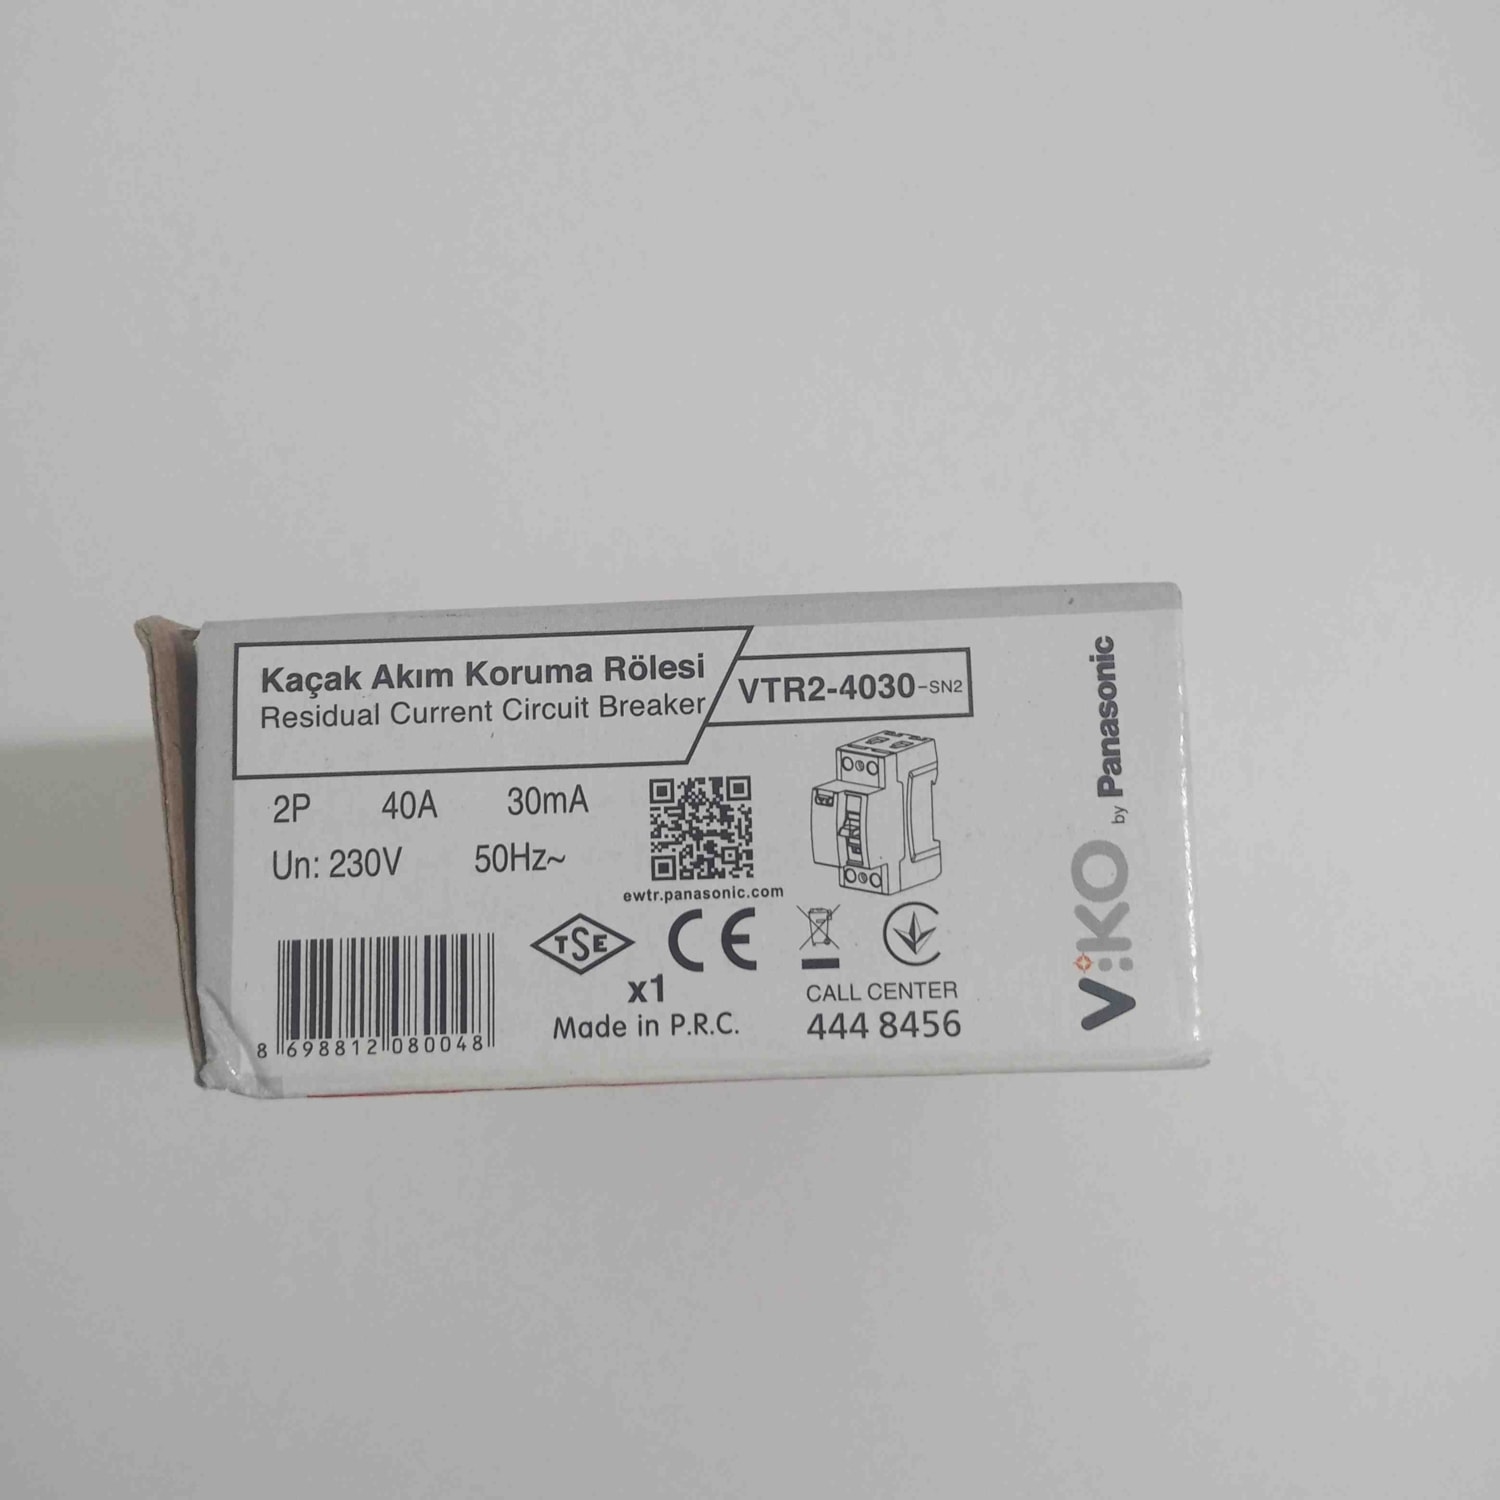 Kaçak Akım Koruma Rölesi
Residual Current Circuit Breaker
VTR2-4030-SN2
2P 40A 30mA
Un: 230V 50Hz~
ewtr.panasonic.com
TSE CE
x1
Made in P.R.C.
CALL CENTER
444 8456
8 698812 080048
ViKO by Panasonic